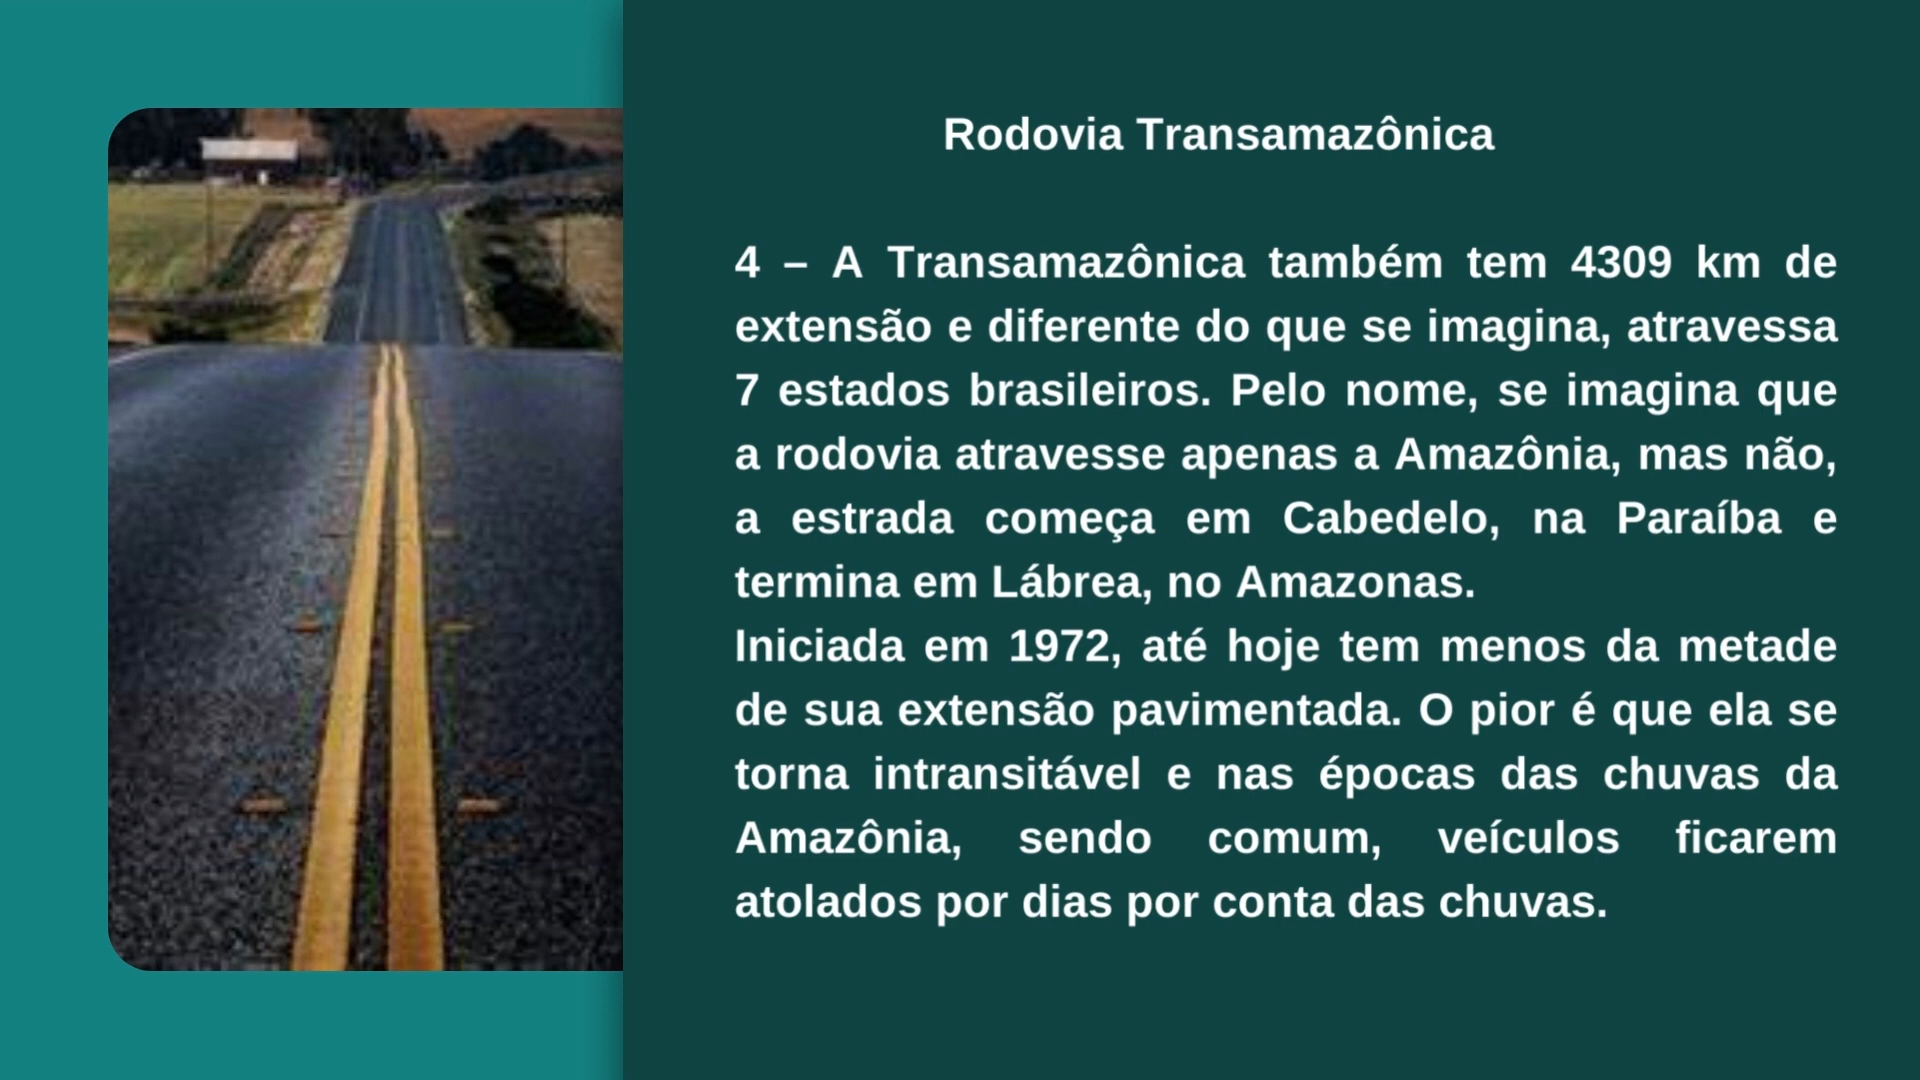 Rodovia Transamazônica
4 – A Transamazônica também tem 4309 km de
extensão e diferente do que se imagina, atravessa
7 estados brasileiros. Pelo nome, se imagina que
a rodovia atravesse apenas a Amazônia, mas não,
a estrada começa em Cabedelo, na Paraíba e
termina em Lábrea, no Amazonas.
Iniciada em 1972, até hoje tem menos da metade
de sua extensão pavimentada. O pior é que ela se
torna intransitável e nas épocas das chuvas da
Amazônia, sendo comum, veículos ficarem
atolados por dias por conta das chuvas.